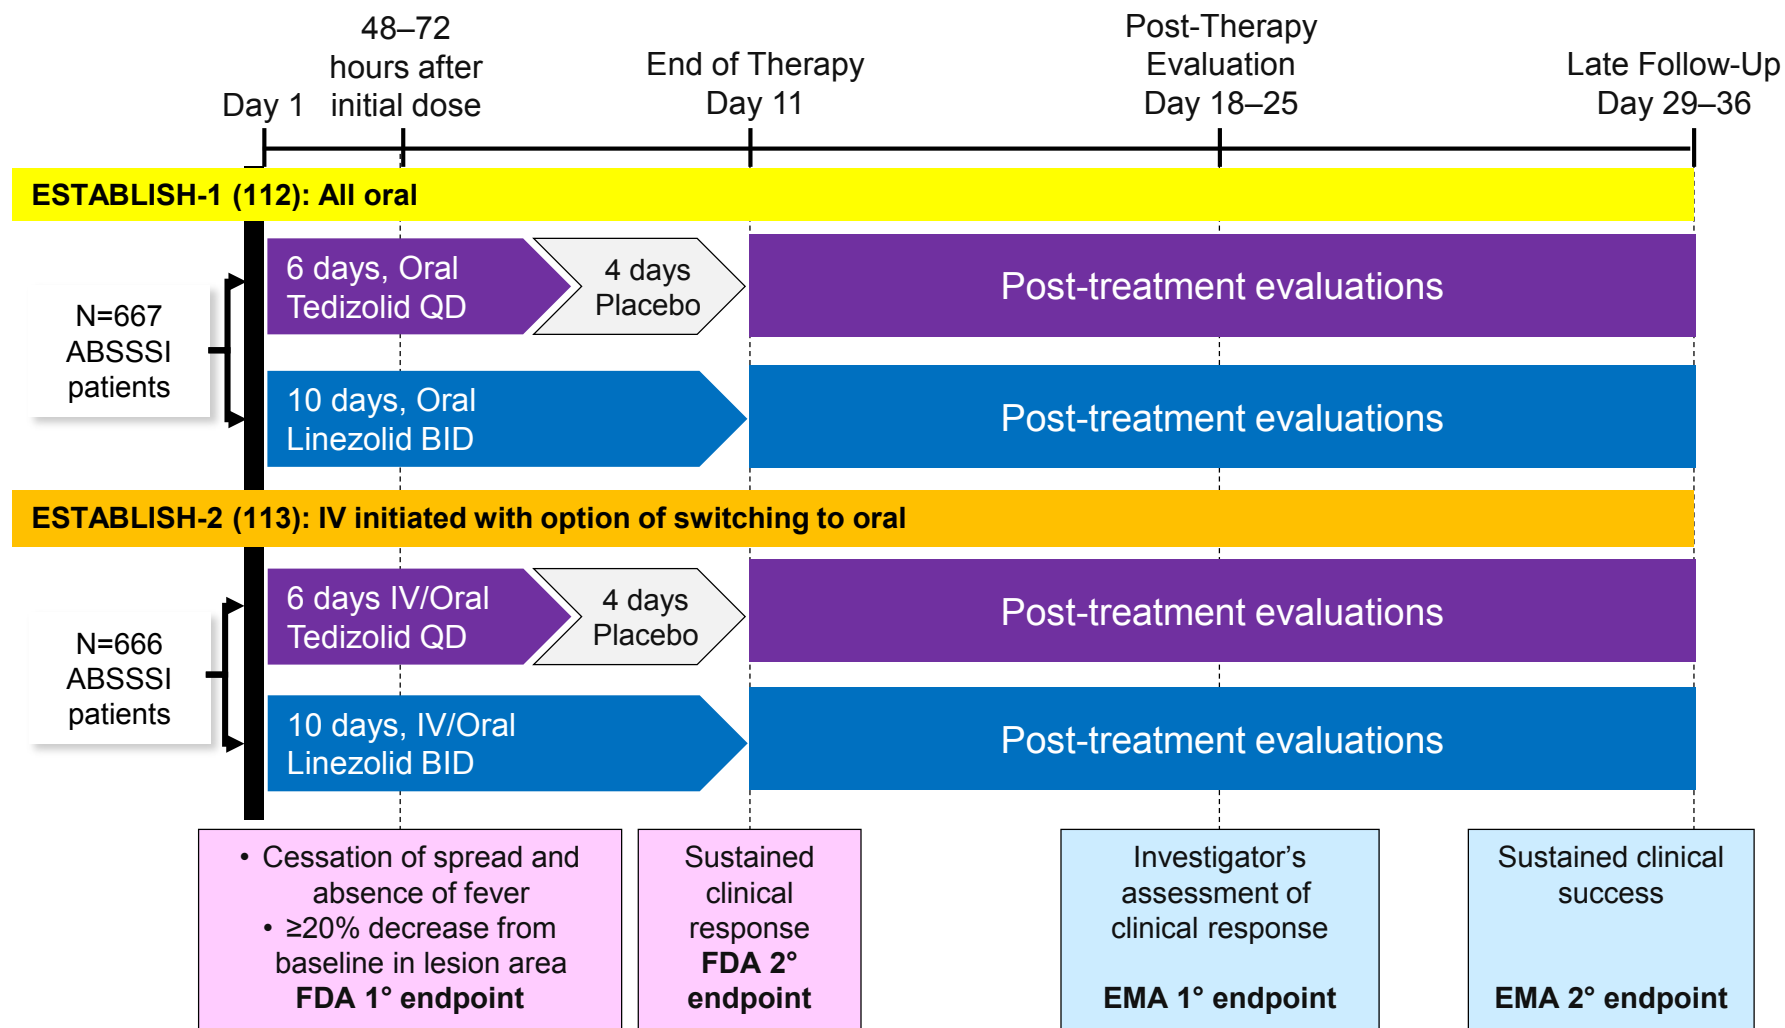 Day 1
48–72
hours after
initial dose
End of Therapy
Day 11
Post-Therapy
Evaluation
Day 18–25
Late Follow-Up
Day 29–36
ESTABLISH-1 (112): All oral
N=667
ABSSSI
patients
6 days, Oral
Tedizolid QD
4 days
Placebo
Post-treatment evaluations
10 days, Oral
Linezolid BID
Post-treatment evaluations
ESTABLISH-2 (113): IV initiated with option of switching to oral
N=666
ABSSSI
patients
6 days IV/Oral
Tedizolid QD
4 days
Placebo
Post-treatment evaluations
10 days, IV/Oral
Linezolid BID
Post-treatment evaluations
• Cessation of spread and
absence of fever
• ≥20% decrease from
baseline in lesion area
FDA 1° endpoint
Sustained
clinical
response
FDA 2°
endpoint
Investigator’s
assessment of
clinical response
EMA 1° endpoint
Sustained clinical
success
EMA 2° endpoint